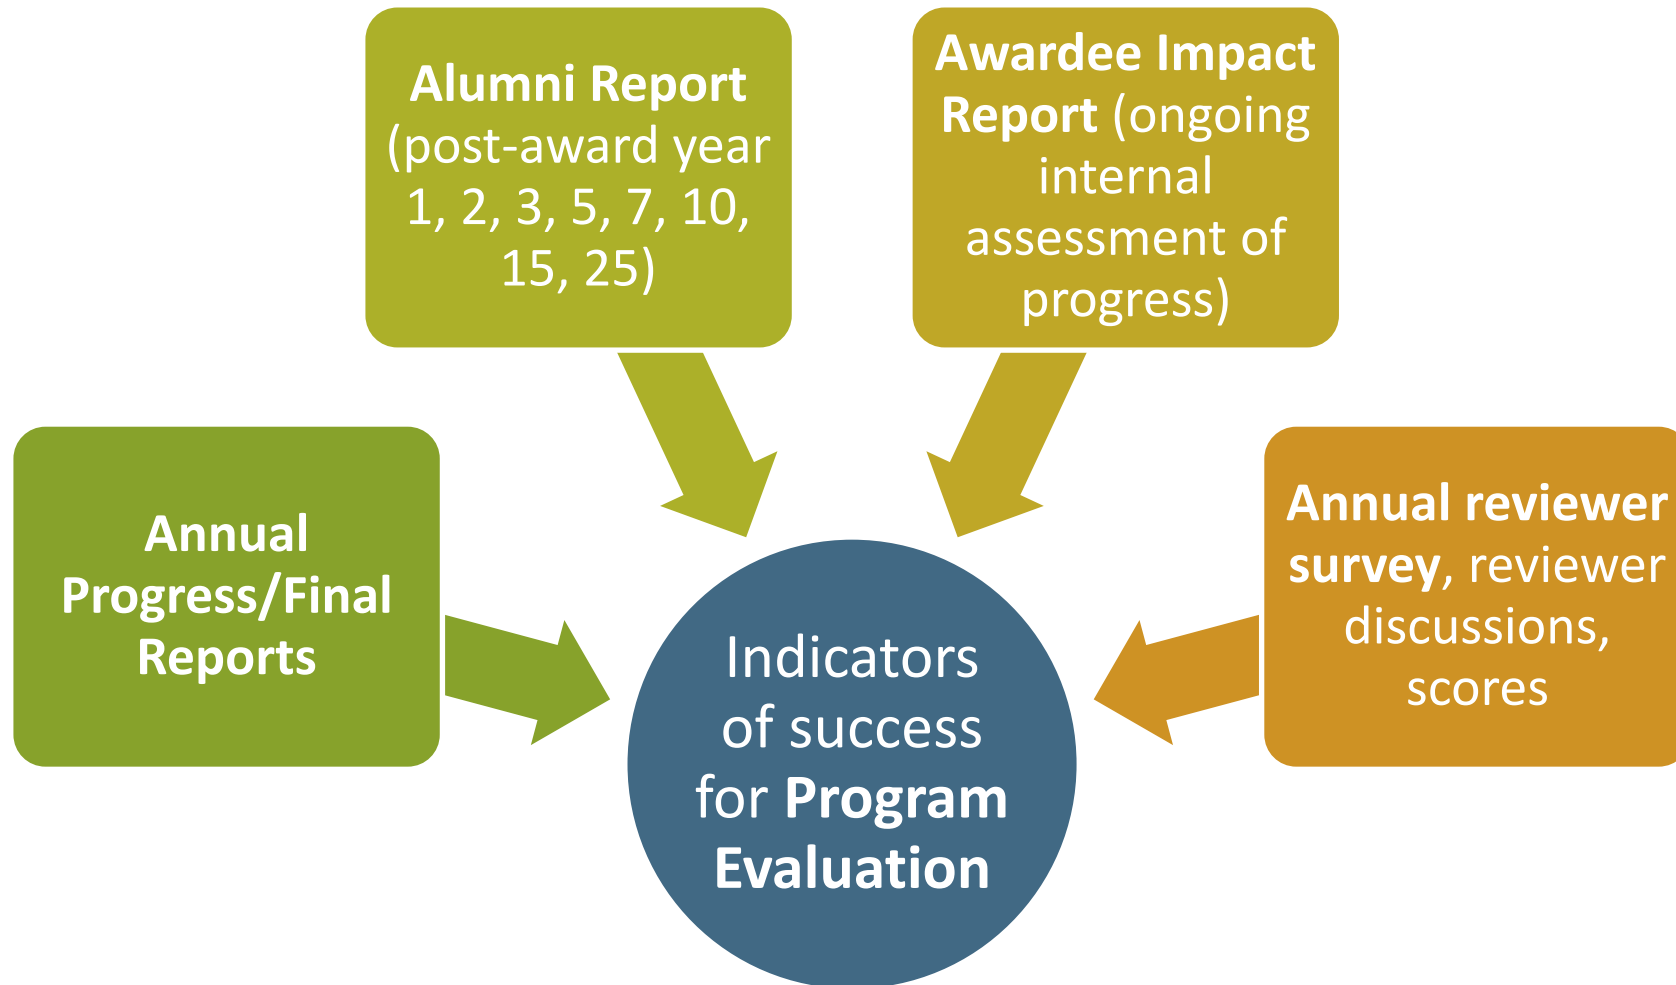 Alumni Report
(post-award year
1, 2, 3, 5, 7, 10,
15, 25)
Awardee Impact
Report (ongoing
internal
assessment of
progress)
Annual
Progress/Final
Reports
Annual reviewer
survey, reviewer
discussions,
scores
Indicators
of success
for Program
Evaluation